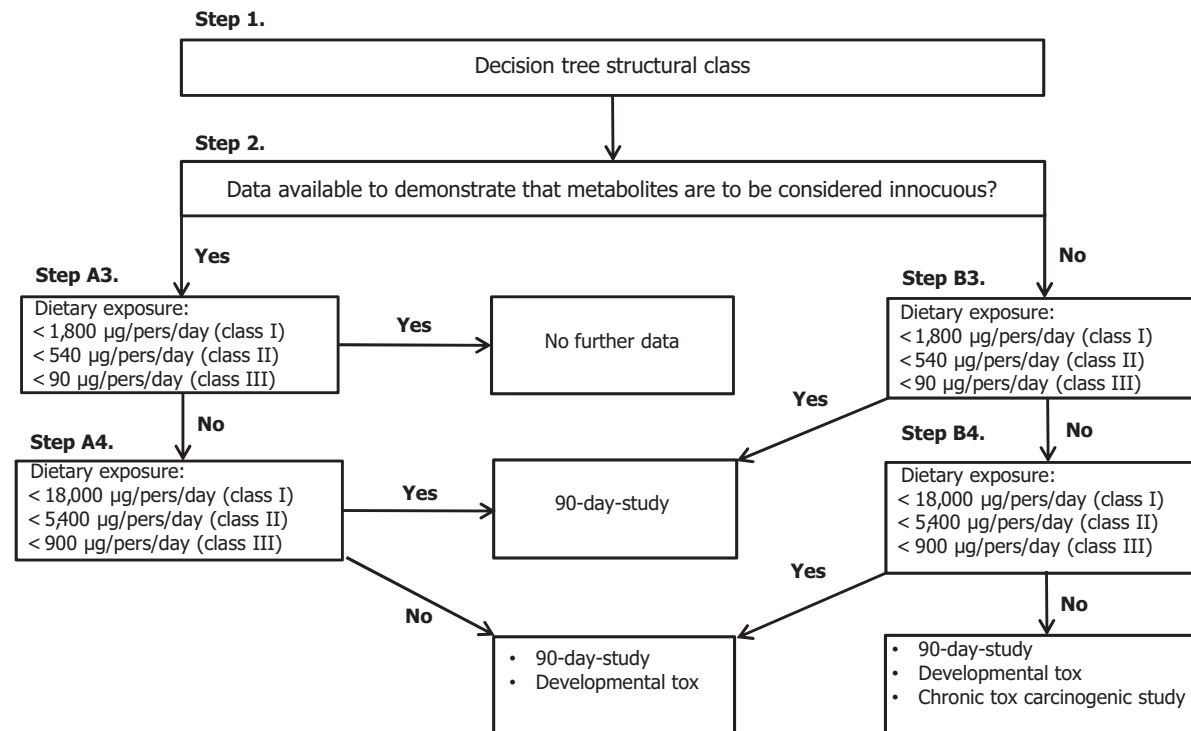 Step 1.
Decision tree structural class
Step 2.
Data available to demonstrate that metabolites are to be considered innocuous?
Yes
No
Step A3.
Dietary exposure:
< 1,800 µg/pers/day (class I)
< 540 µg/pers/day (class II)
< 90 µg/pers/day (class III)
Yes
No further data
Step B3.
Dietary exposure:
< 1,800 µg/pers/day (class I)
< 540 µg/pers/day (class II)
< 90 µg/pers/day (class III)
No
Yes
No
Step A4.
Dietary exposure:
< 18,000 µg/pers/day (class I)
< 5,400 µg/pers/day (class II)
< 900 µg/pers/day (class III)
Yes
90-day-study
Step B4.
Dietary exposure:
< 18,000 µg/pers/day (class I)
< 5,400 µg/pers/day (class II)
< 900 µg/pers/day (class III)
No
Yes
No
• 90-day-study
• Developmental tox
• 90-day-study
• Developmental tox
• Chronic tox carcinogenic study